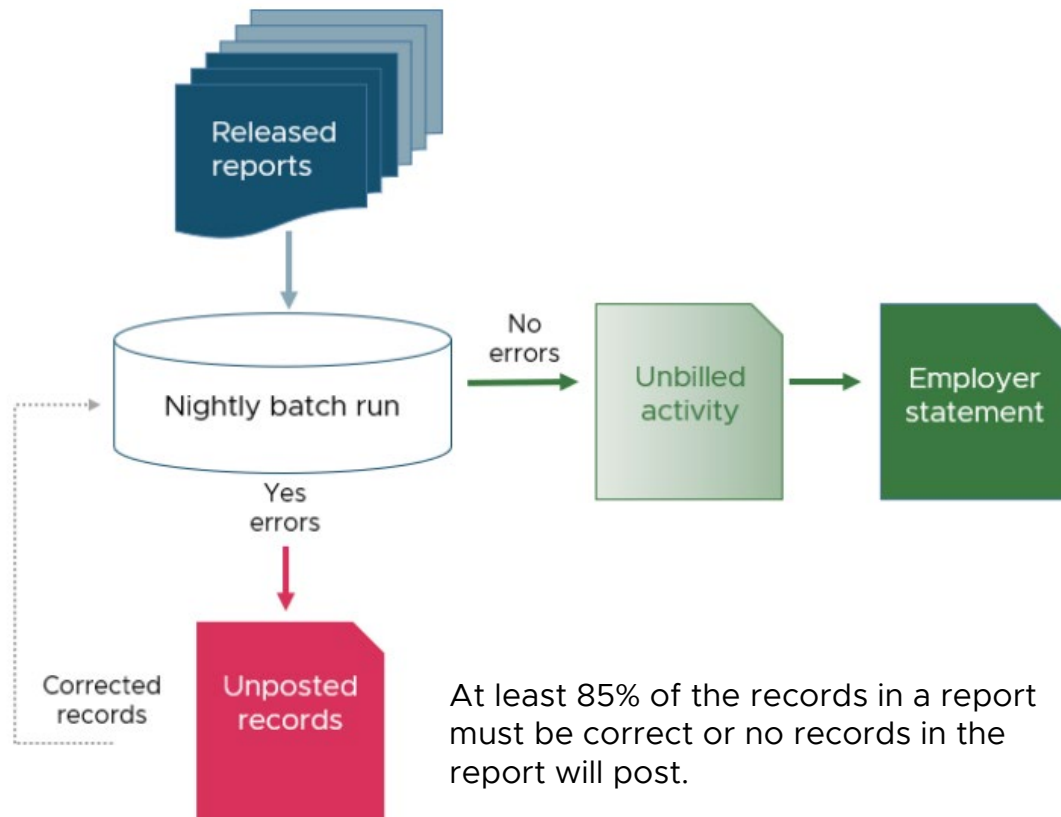 Released
reports
No
errors
Nightly batch run
Unbilled
activity
Employer
statement
Yes
errors
Corrected
records
Unposted
records
At least 85% of the records in a report
must be correct or no records in the
report will post.